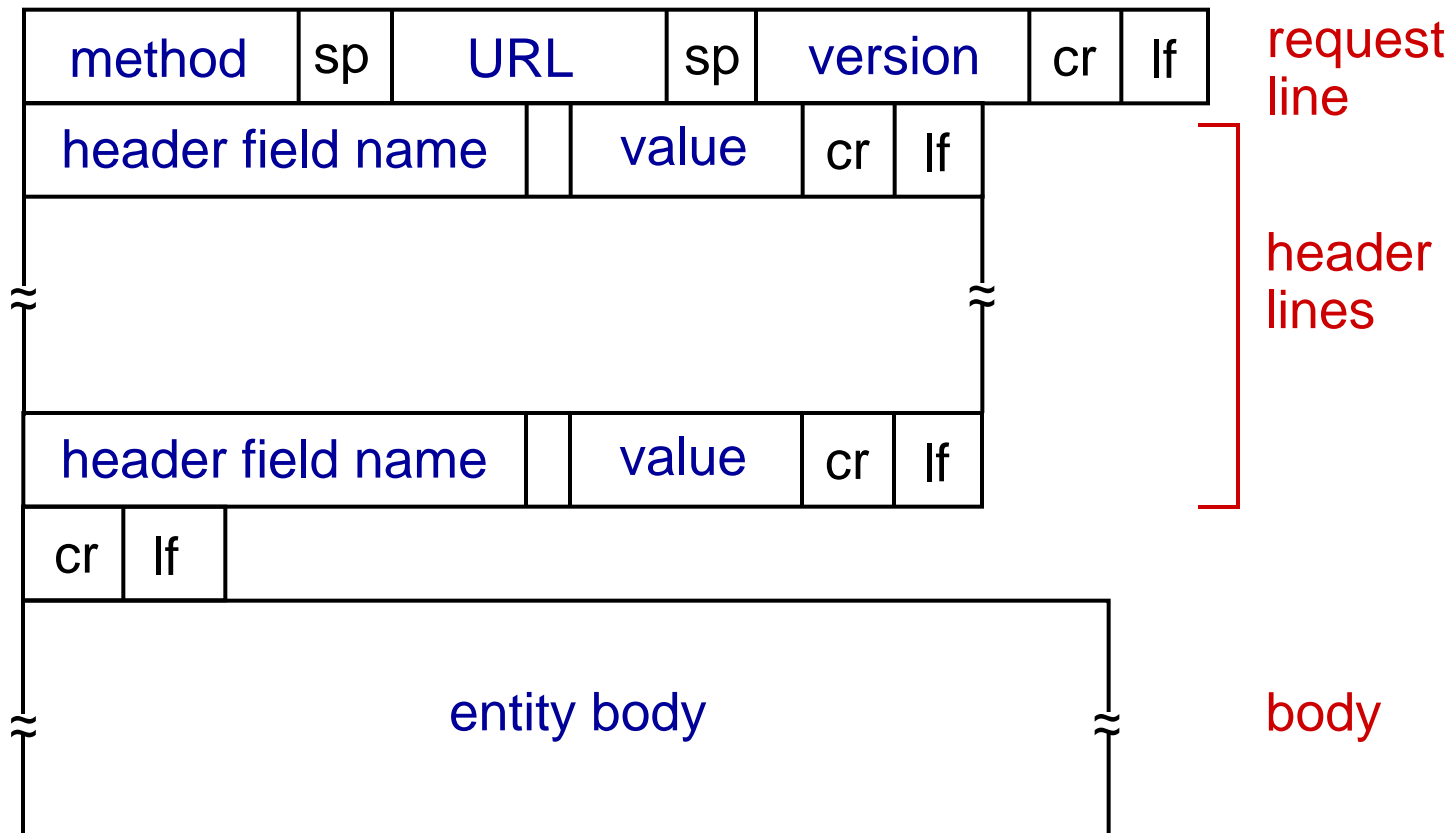 method sp URL sp version cr lf
request
line
header field name value cr lf
header
lines
≈ ≈
header field name value cr lf
cr lf
≈ entity body ≈
body